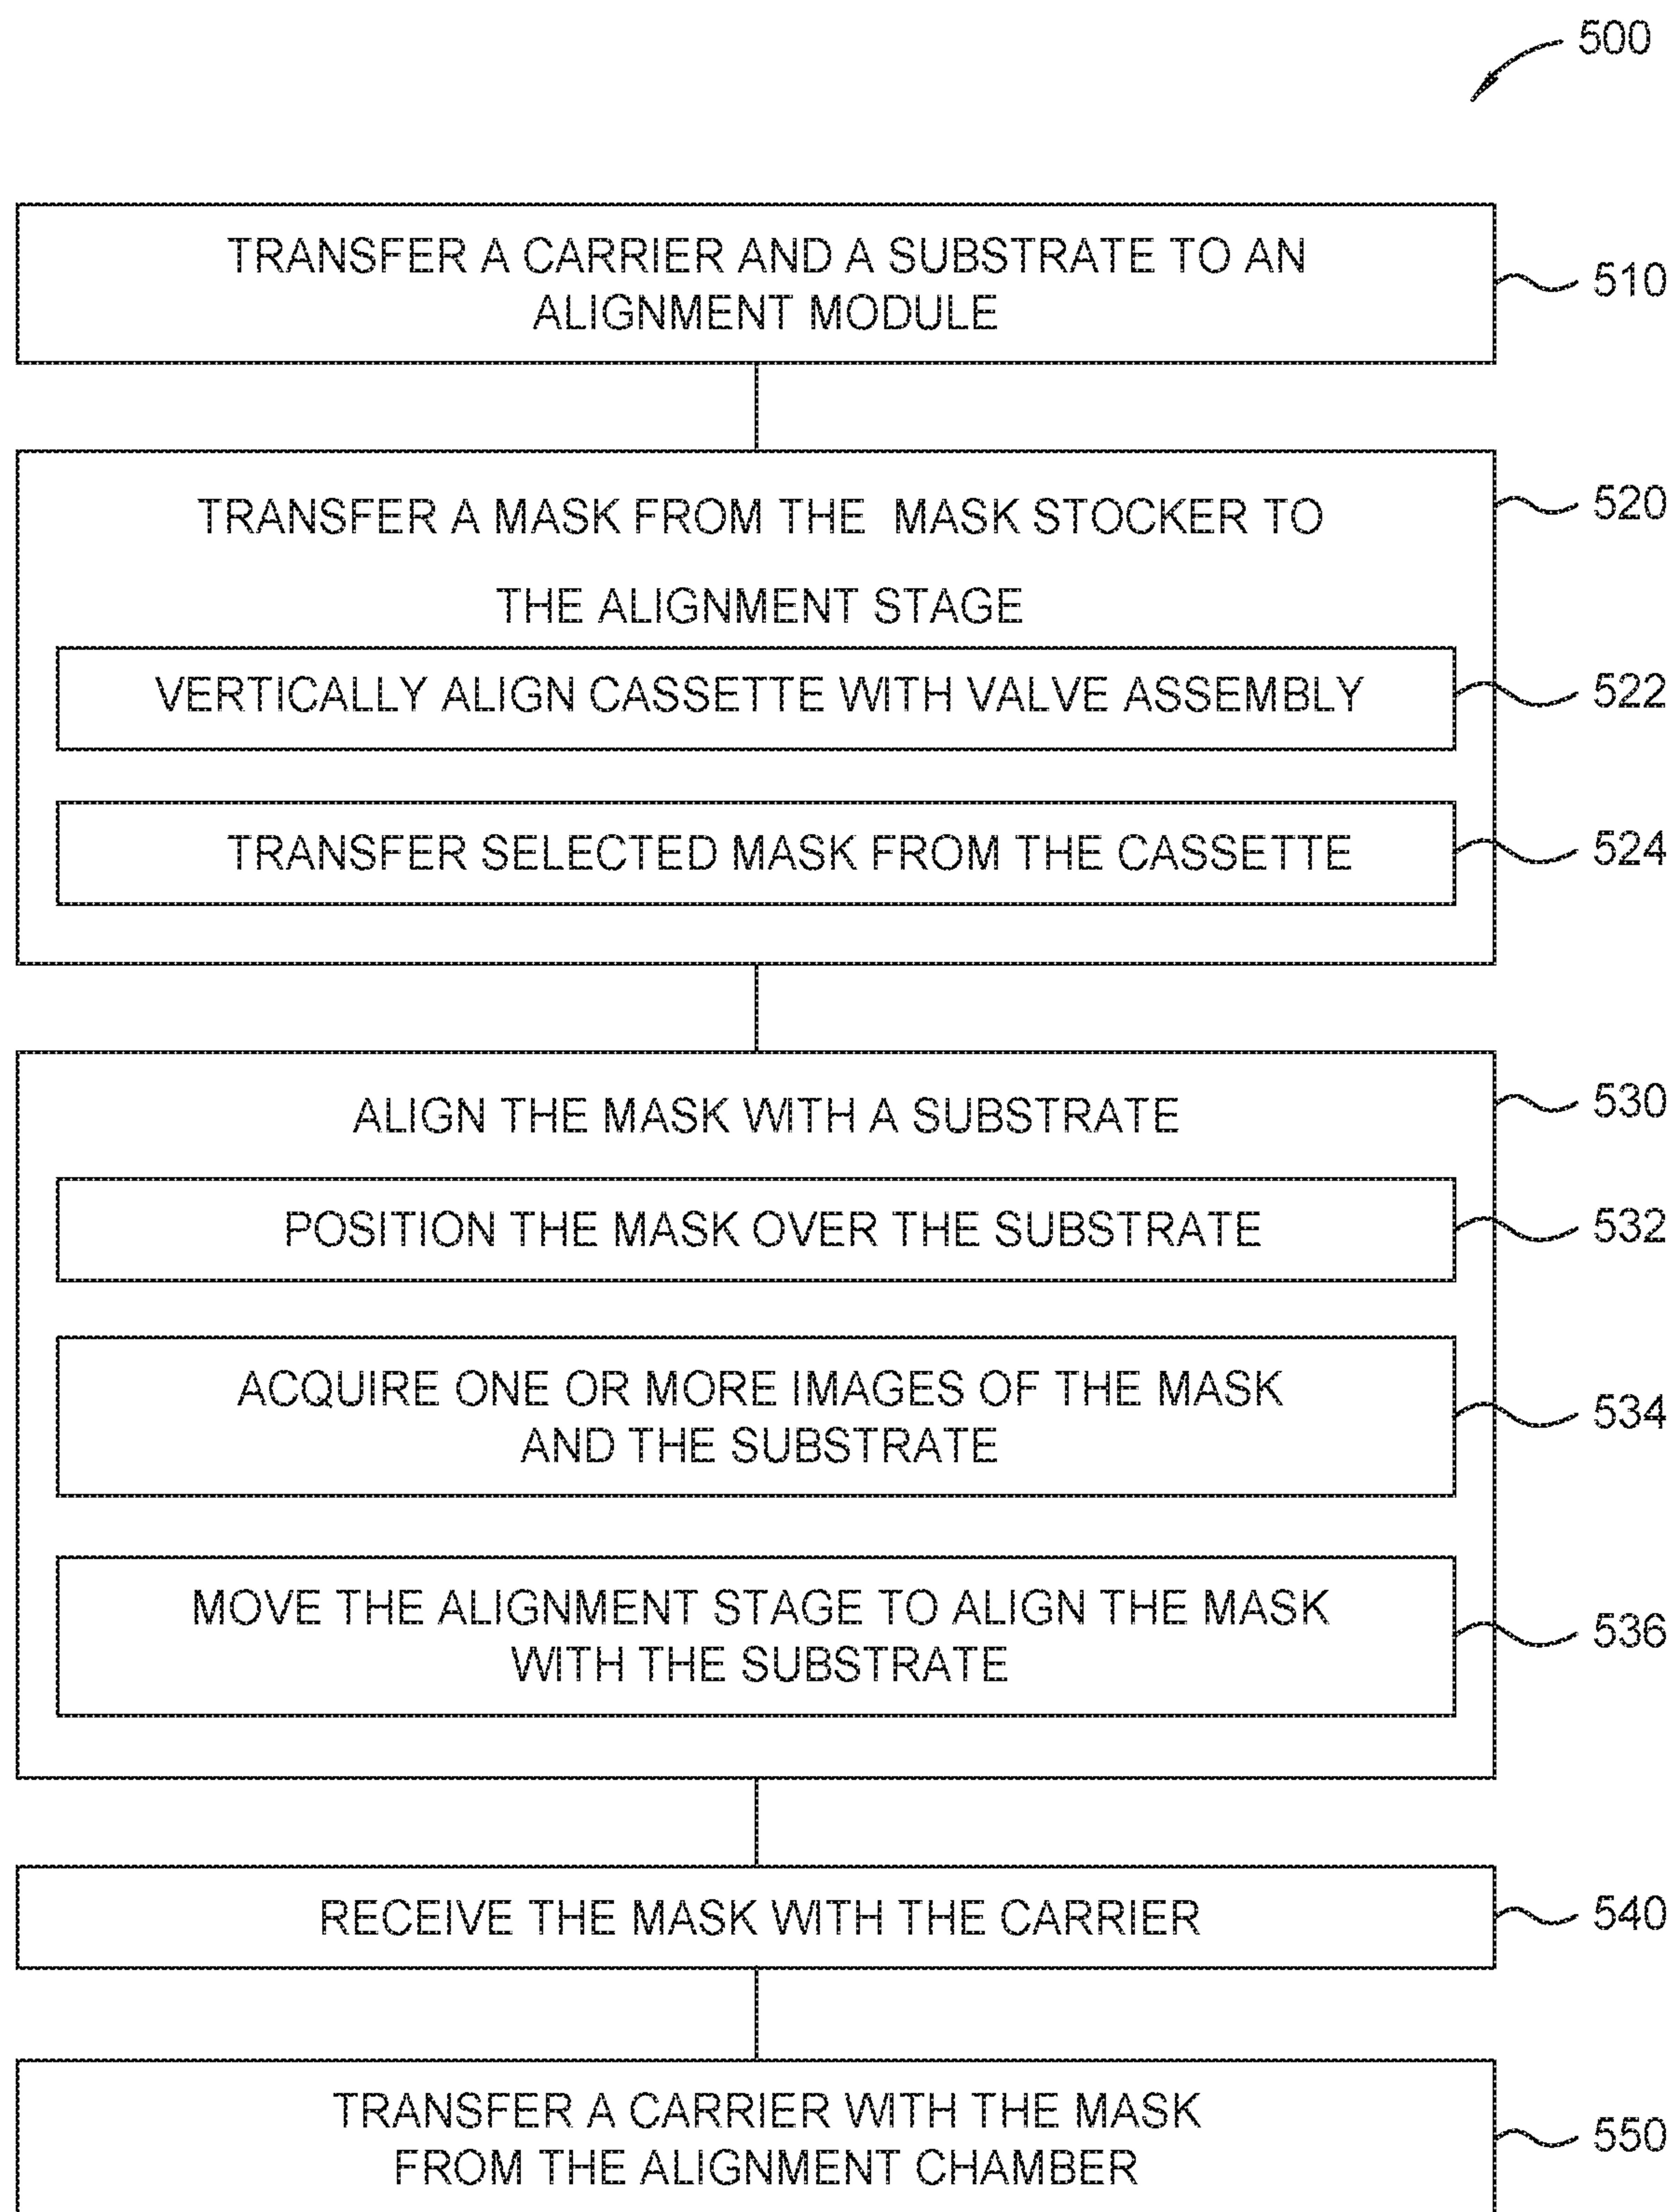 500
TRANSFER A CARRIER AND A SUBSTRATE TO AN
ALIGNMENT MODULE
510
TRANSFER A MASK FROM THE MASK STOCKER TO
THE ALIGNMENT STAGE
520
VERTICALLY ALIGN CASSETTE WITH VALVE ASSEMBLY
522
TRANSFER SELECTED MASK FROM THE CASSETTE
524
ALIGN THE MASK WITH A SUBSTRATE
530
POSITION THE MASK OVER THE SUBSTRATE
532
ACQUIRE ONE OR MORE IMAGES OF THE MASK
AND THE SUBSTRATE
534
MOVE THE ALIGNMENT STAGE TO ALIGN THE MASK
WITH THE SUBSTRATE
536
RECEIVE THE MASK WITH THE CARRIER
540
TRANSFER A CARRIER WITH THE MASK
FROM THE ALIGNMENT CHAMBER
550